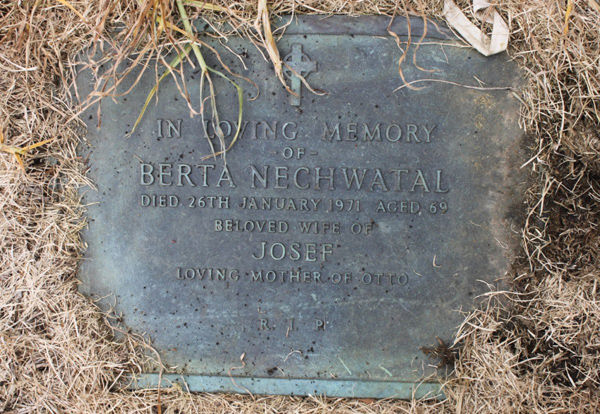 IN LOVING MEMORY
OF
BERTA NECHWATAL
DIED 26TH JANUARY 1971 AGED 69
BELOVED WIFE OF
JOSEF
LOVING MOTHER OF OTTO
R.I.P.